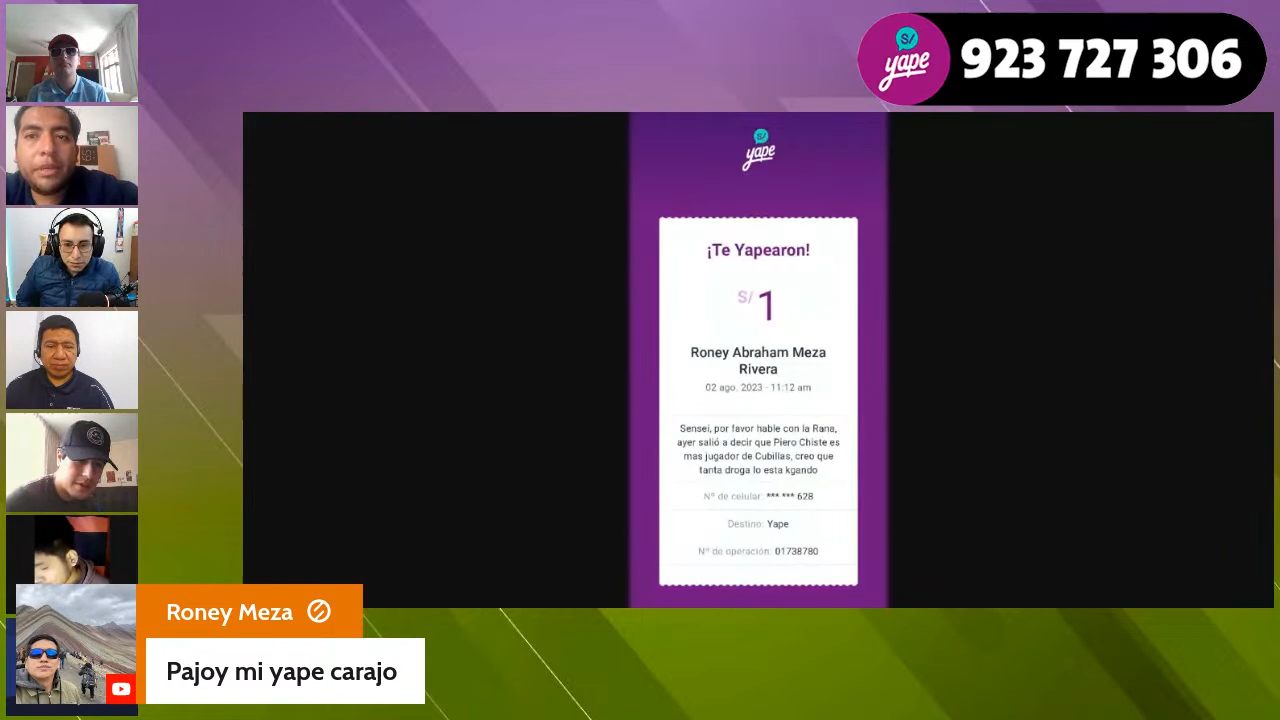 S/
yape
923 727 306
S/
yape
¡Te Yapearon!
S/ 1
Roney Abraham Meza
Rivera
02 ago. 2023 - 11:12 am
Sensei, por favor hable con la Rana,
ayer salió a decir que Piero Chiste es
mas jugador de Cubillas, creo que
tanta droga lo esta kgando
Nº de celular: *** *** 628
Destino: Yape
Nº de operación: 01738780
Roney Meza
Pajoy mi yape carajo